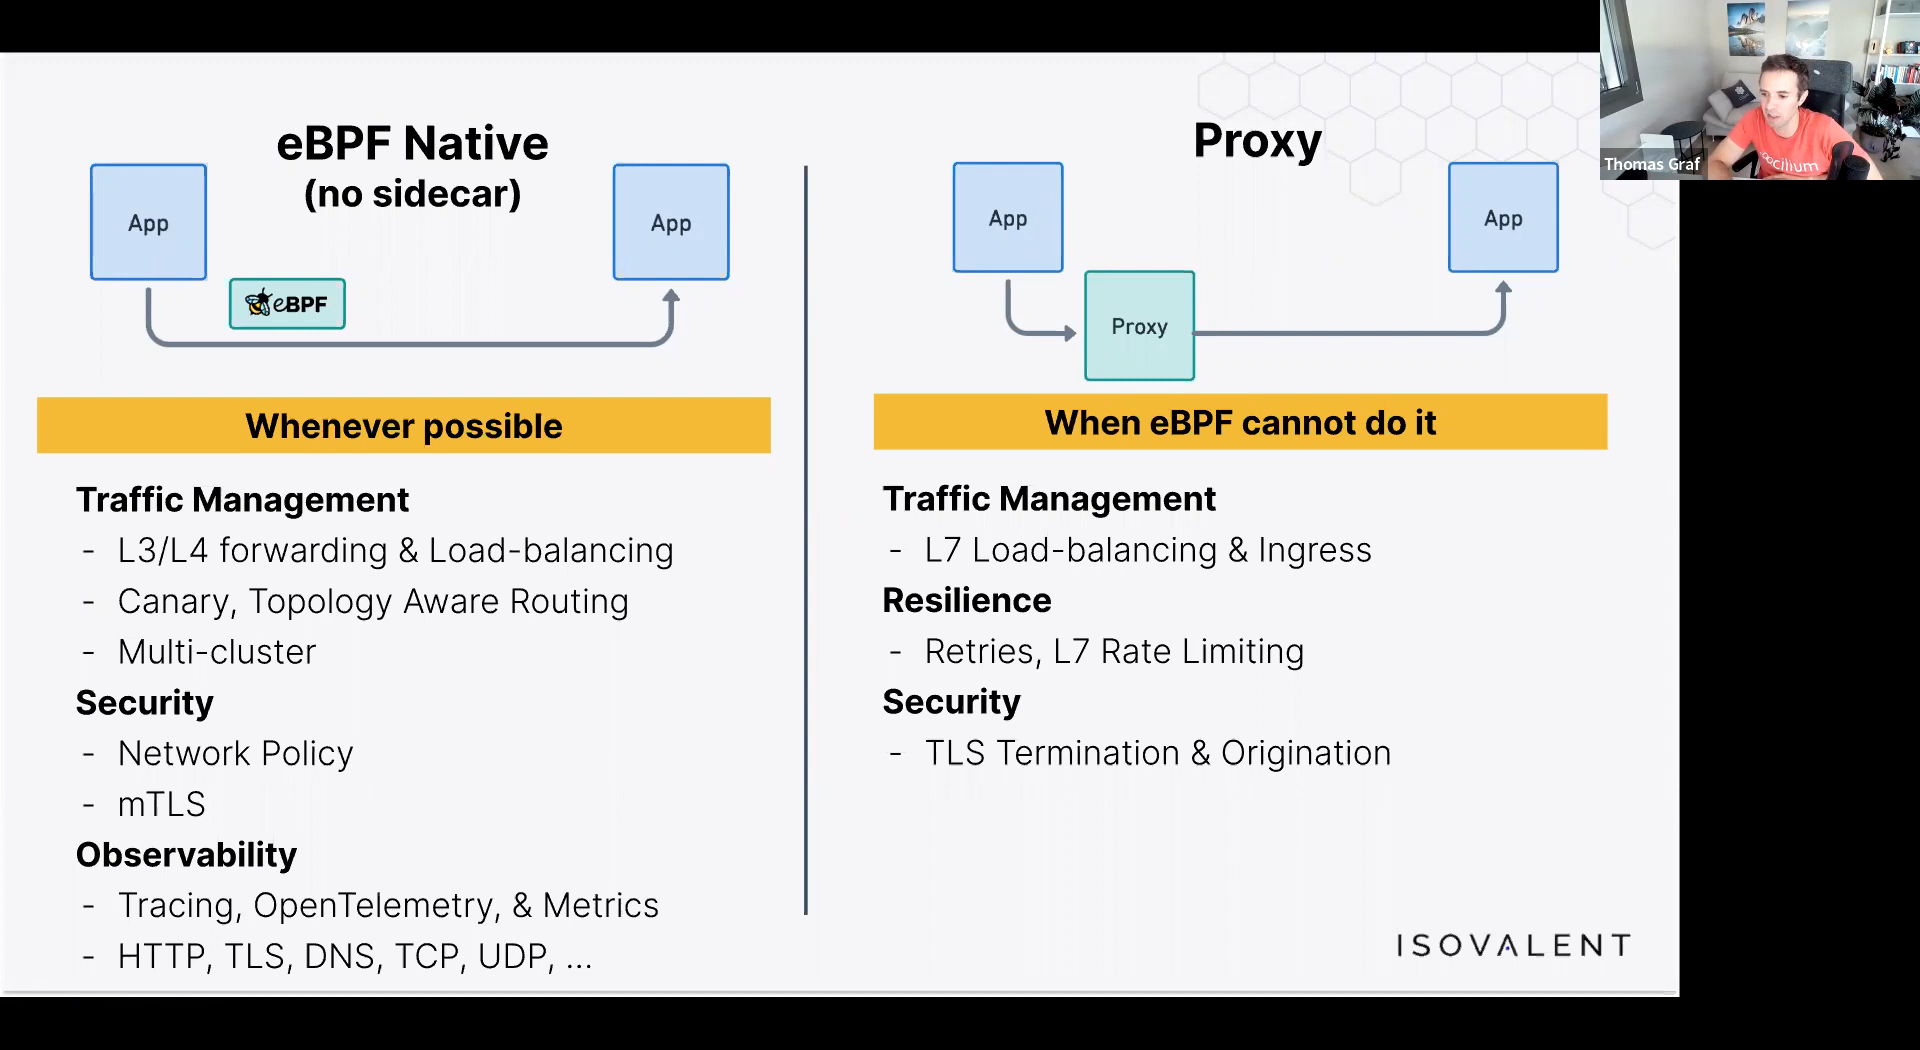 eBPF Native
(no sidecar)
App
App
eBPF
Whenever possible
Traffic Management
- L3/L4 forwarding & Load-balancing
- Canary, Topology Aware Routing
- Multi-cluster
Security
- Network Policy
- mTLS
Observability
- Tracing, OpenTelemetry, & Metrics
- HTTP, TLS, DNS, TCP, UDP, ...
Proxy
App
App
Proxy
When eBPF cannot do it
Traffic Management
- L7 Load-balancing & Ingress
Resilience
- Retries, L7 Rate Limiting
Security
- TLS Termination & Origination
ISOVALENT
Thomas Graf
cilium